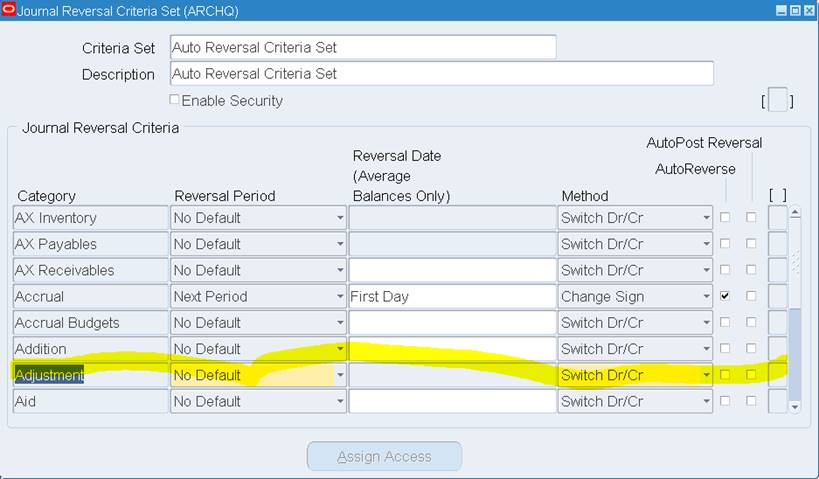 Journal Reversal Criteria Set (ARCHQ)
Criteria Set Auto Reversal Criteria Set
Description Auto Reversal Criteria Set
Enable Security [ ]
Journal Reversal Criteria
AutoPost Reversal
Reversal Date
(Average AutoReverse
Category Reversal Period Balances Only) Method [ ]
AX Inventory No Default Switch Dr/Cr
AX Payables No Default Switch Dr/Cr
AX Receivables No Default Switch Dr/Cr
Accrual Next Period First Day Change Sign
Accrual Budgets No Default Switch Dr/Cr
Addition No Default Switch Dr/Cr
Adjustment No Default Switch Dr/Cr
Aid No Default Switch Dr/Cr
Assign Access